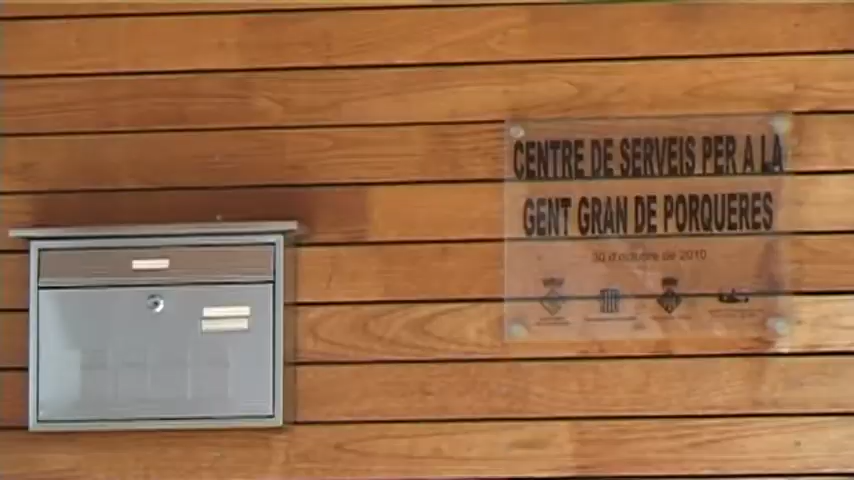 CENTRE DE SERVEIS PER A LA
GENT GRAN DE PORQUERES
30 d'octubre de 2010